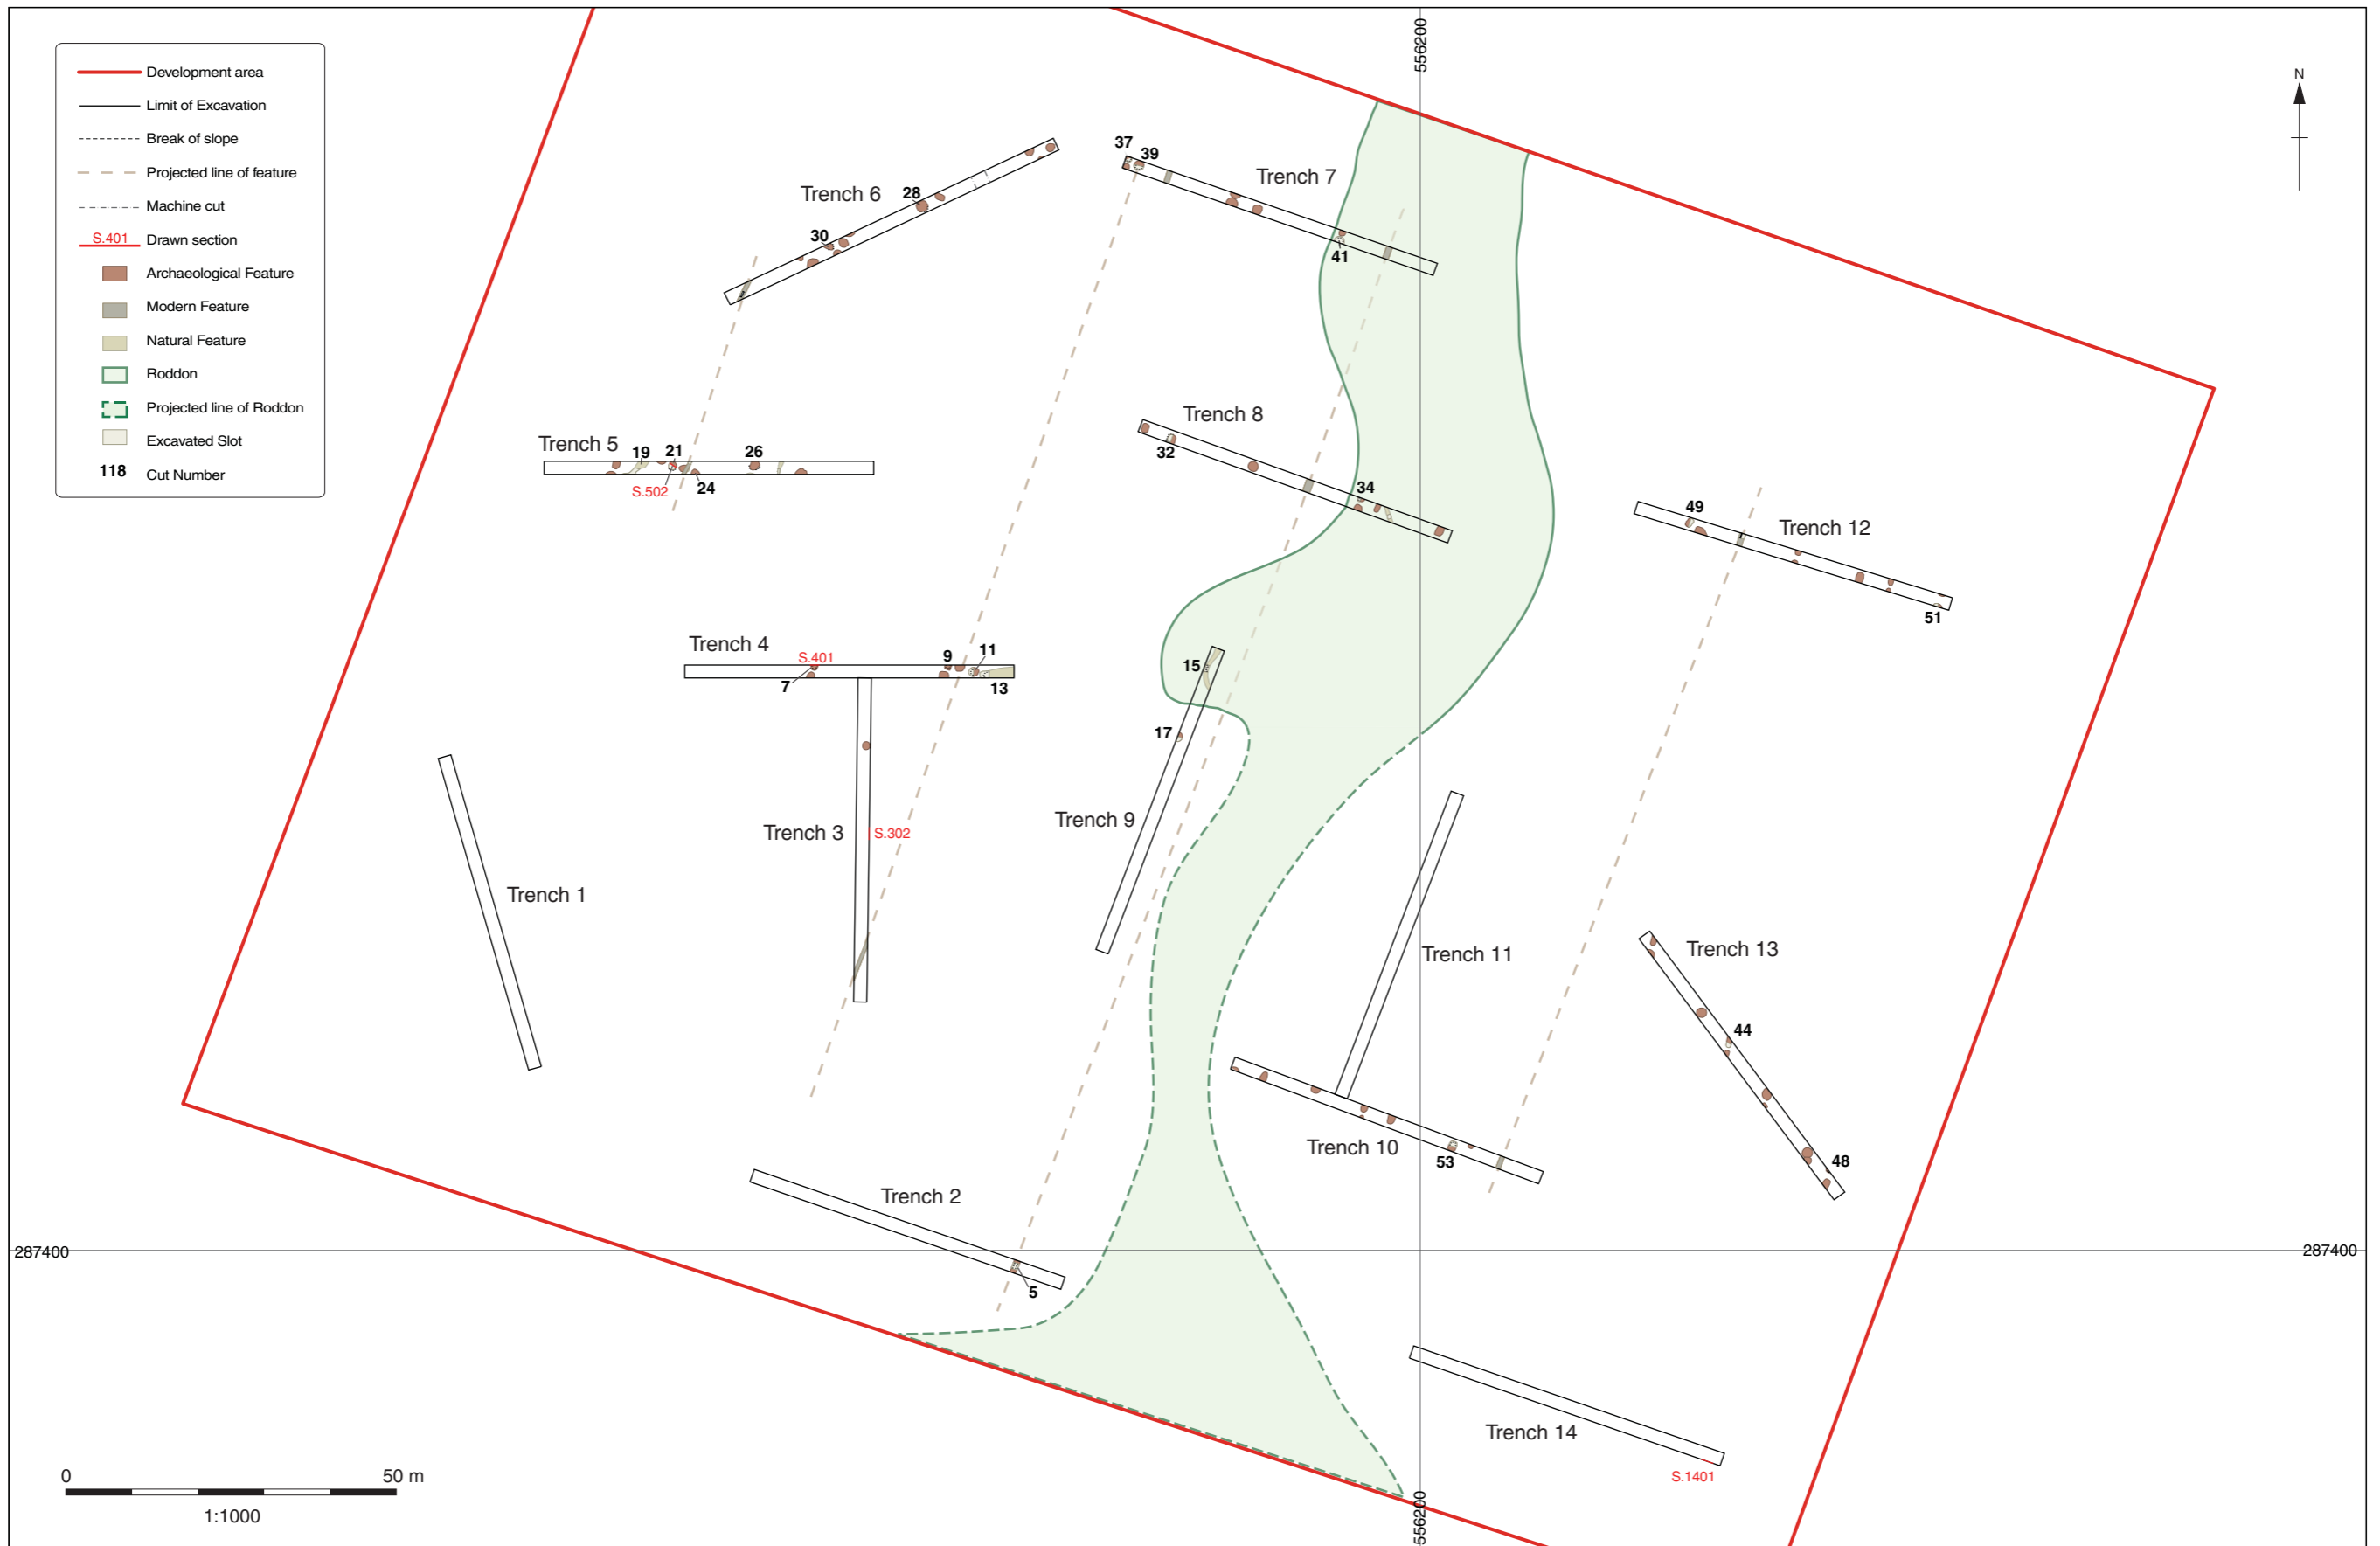 Development area
Limit of Excavation
Break of slope
Projected line of feature
Machine cut
S.401 Drawn section
Archaeological Feature
Modern Feature
Natural Feature
Roddon
Projected line of Roddon
Excavated Slot
118 Cut Number
556200
N
37
39
Trench 7
Trench 6
28
30
41
Trench 8
32
34
Trench 5
19
21
26
S.502
24
49
Trench 12
51
Trench 4
S.401
7
9
11
13
15
17
Trench 3
S.302
Trench 9
Trench 1
Trench 11
Trench 13
44
48
Trench 10
53
Trench 2
5
287400
287400
Trench 14
S.1401
0
50 m
1:1000
556200